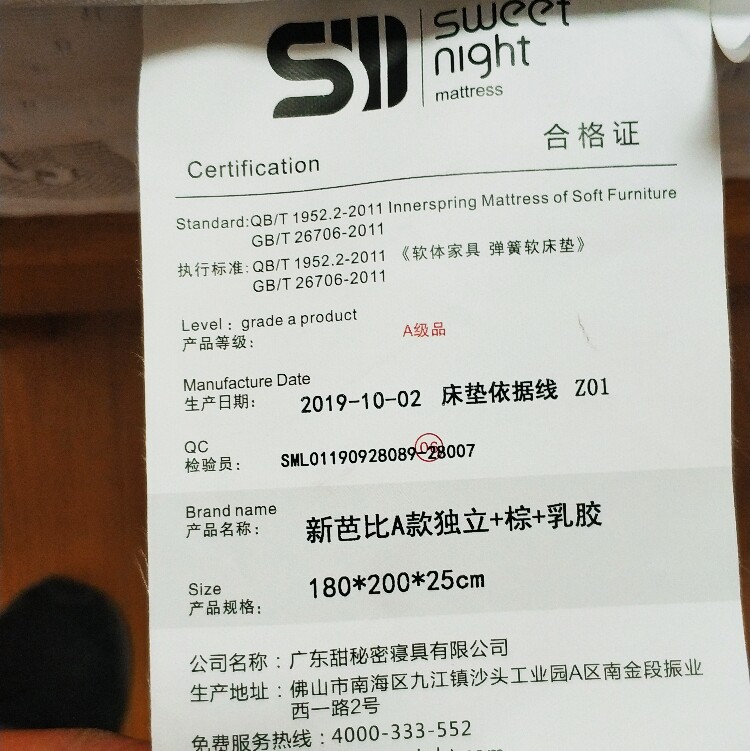 sweet
night
mattress
合格证
Certification
Standard:QB/T 1952.2-2011 Innerspring Mattress of Soft Furniture
GB/T 26706-2011
执行标准:QB/T 1952.2-2011 《软体家具 弹簧软床垫》
GB/T 26706-2011
Level：grade a product
产品等级: A级品
Manufacture Date
生产日期: 2019-10-02 床垫依据线 Z01
QC
检验员: SML01190928089-28007
Brand name
产品名称: 新芭比A款独立+棕+乳胶
Size
产品规格: 180*200*25cm
公司名称：广东甜秘密寝具有限公司
生产地址：佛山市南海区九江镇沙头工业园A区南金段振业
西一路2号
免费服务热线：4000-333-552